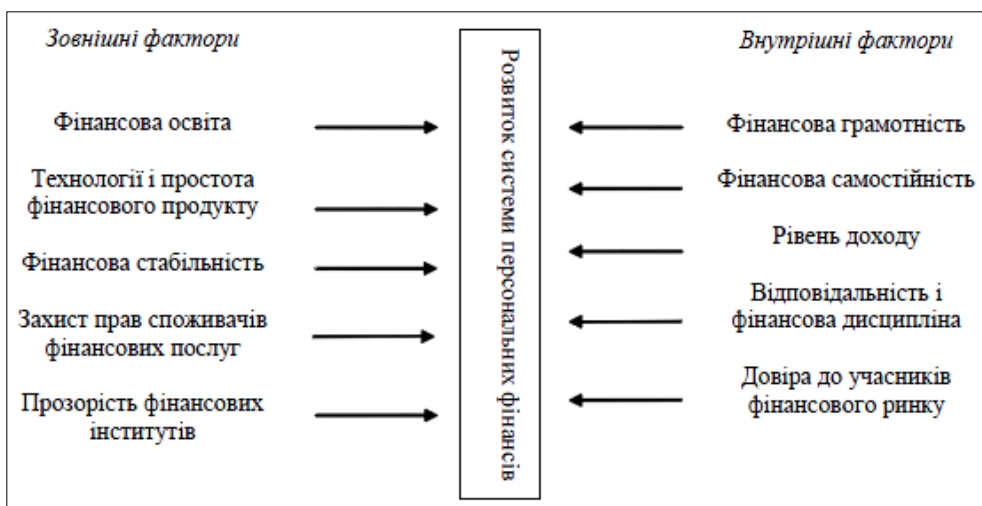 Зовнішні фактори
Фінансова освіта
Технології і простота
фінансового продукту
Фінансова стабільність
Захист прав споживачів
фінансових послуг
Прозорість фінансових
інститутів
Розвиток системи персональних фінансів
Внутрішні фактори
Фінансова грамотність
Фінансова самостійність
Рівень доходу
Відповідальність і
фінансова дисципліна
Довіра до учасників
фінансового ринку